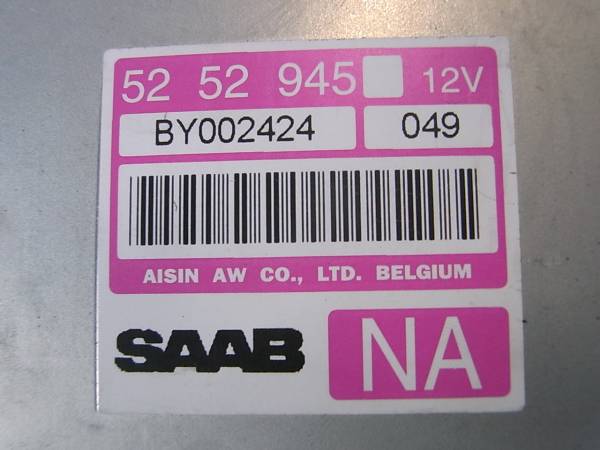 52 52 945 12V
BY002424 049
AISIN AW CO., LTD. BELGIUM
SAAB NA